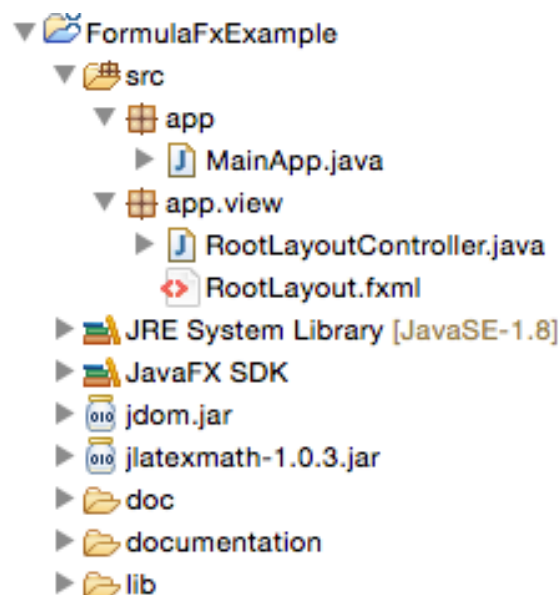 FormulaFxExample
src
app
MainApp.java
app.view
RootLayoutController.java
RootLayout.fxml
JRE System Library [JavaSE-1.8]
JavaFX SDK
jdom.jar
jlatexmath-1.0.3.jar
doc
documentation
lib